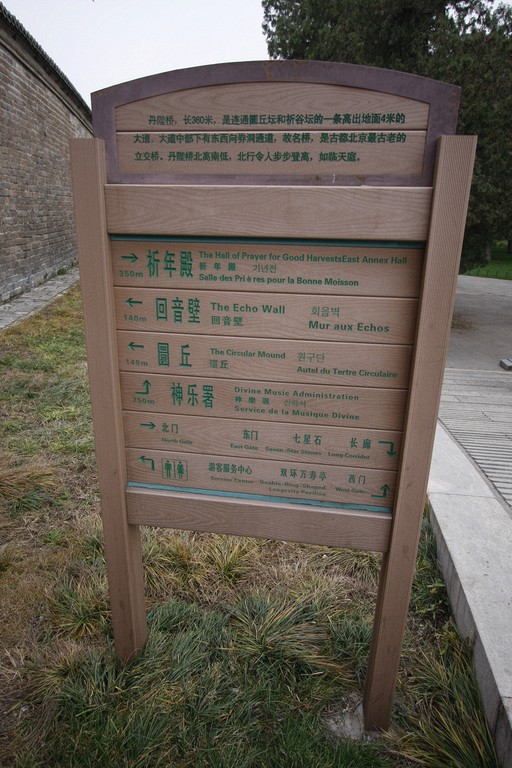 丹陛桥，长360米，是连通圜丘坛和祈谷坛的一条高出地面4米的
大道，大道中部下有东西向券洞通道，故名桥，是古都北京最古老的
立交桥。丹陛桥北高南低，北行令人步步登高，如临天庭。
→ 祈年殿 The Hall of Prayer for Good HarvestsEast Annex Hall
350m 祈年殿 기년전
Salle des Prières pour la Bonne Moisson
← 回音壁 The Echo Wall 회음벽
140m 回音壁 Mur aux Echos
← 圜丘 The Circular Mound 원구단
140m 圜丘 Autel du Tertre Circulaire
神乐署 Divine Music Administration
750m 神樂署
Service de la Musique Divine
→ 北门 东门 七星石 长廊
North Gate East Gate Seven-Star Stones Long Corridor
游客服务中心 双环万寿亭 西门
Service Center Double-Ring-Shaped West Gate
Longevity Pavilion